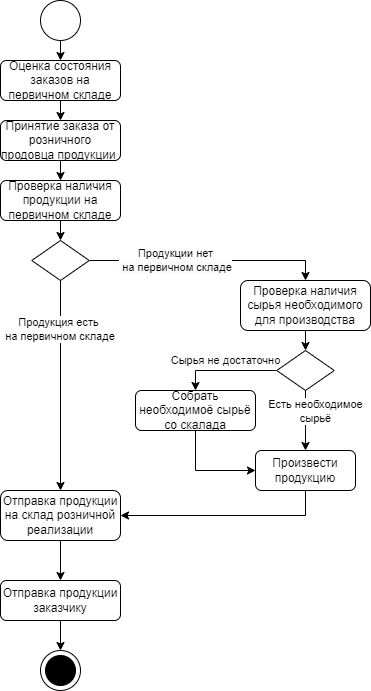 Оценка состояния
заказов на
первичном складе
Принятие заказа от
розничного
продовца продукции
Проверка наличия
продукции на
первичном складе
Продукции нет
на первичном складе
Проверка наличия
сырья необходимого
для производства
Продукция есть
на первичном складе
Сырья не достаточно
Собрать
необходимоё сырьё
со скалада
Есть необходимое
сырьё
Произвести
продукцию
Отправка продукции
на склад розничной
реализации
Отправка продукции
заказчику